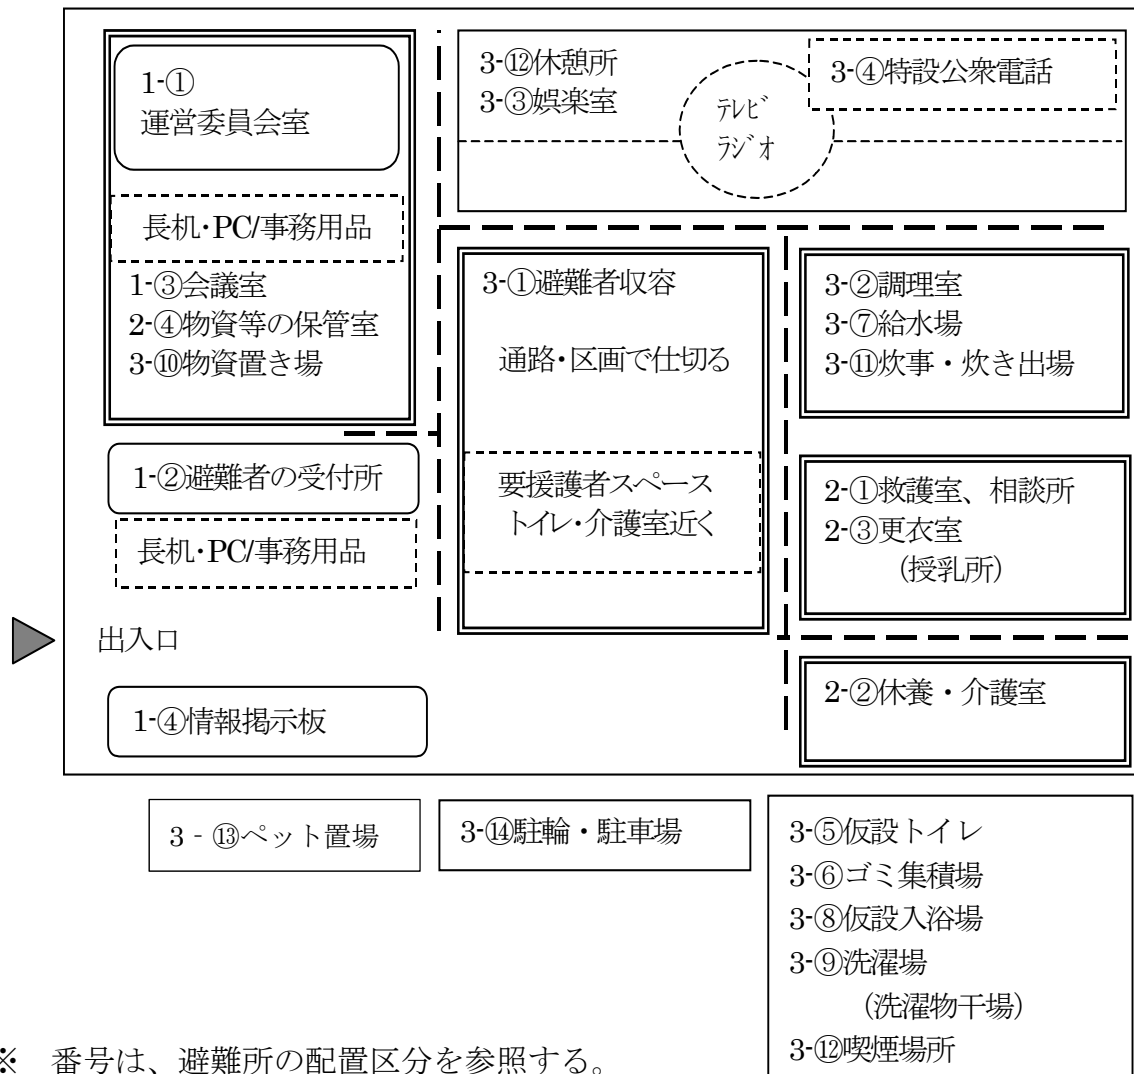 1-①
運営委員会室
長机・PC/事務用品
1-③会議室
2-④物資等の保管室
3-⑩物資置き場
1-②避難者の受付所
長机・PC/事務用品
出入口
1-④情報掲示板
3-⑫休憩所
3-③娯楽室
ﾃﾚﾋﾞ
ﾗｼﾞｵ
3-④特設公衆電話
3-①避難者収容
通路・区画で仕切る
要援護者スペース
トイレ・介護室近く
3-②調理室
3-⑦給水場
3-⑪炊事・炊き出場
2-①救護室、相談所
2-③更衣室
（授乳所）
2-②休養・介護室
3‐⑬ペット置場
3-⑭駐輪・駐車場
3-⑤仮設トイレ
3-⑥ゴミ集積場
3-⑧仮設入浴場
3-⑨洗濯場
（洗濯物干場）
3-⑫喫煙場所
※　番号は、避難所の配置区分を参照する。